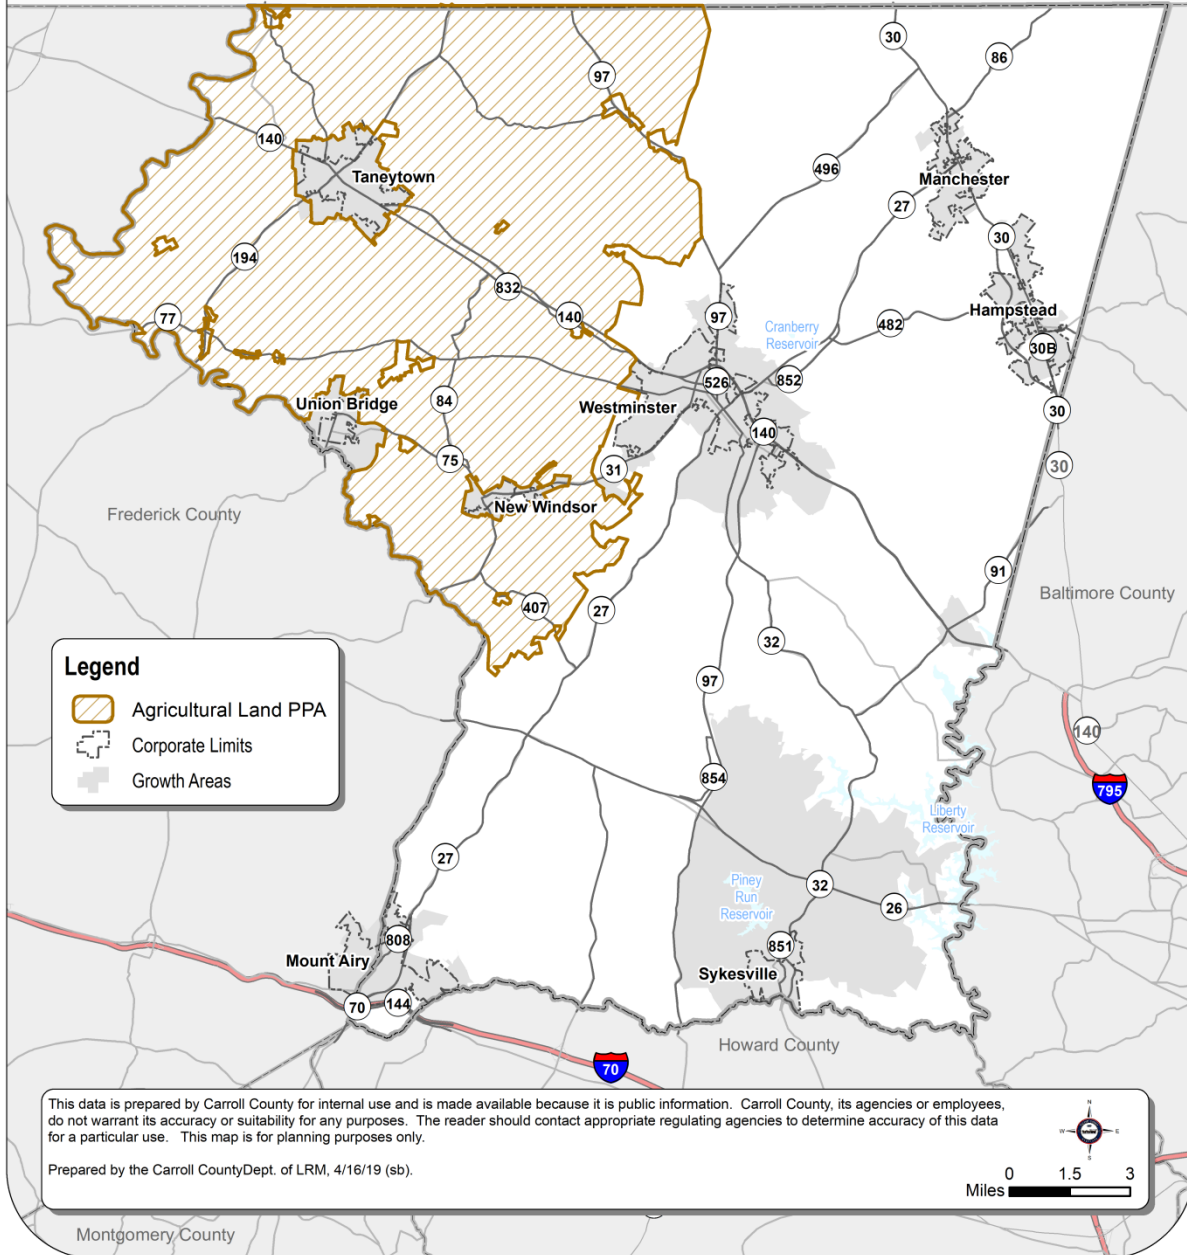 30
86
97
140
496
Manchester
Taneytown
27
30
194
832
77
140
97
Cranberry
Reservoir
482
Hampstead
30B
526
852
Union Bridge
84
Westminster
30
140
75
31
30
New Windsor
Frederick County
91
Baltimore County
407
27
32
Legend
Agricultural Land PPA
Corporate Limits
Growth Areas
97
140
854
795
Liberty
Reservoir
27
Piney
Run
Reservoir
32
26
808
851
Mount Airy
Sykesville
70
144
Howard County
70
This data is prepared by Carroll County for internal use and is made available because it is public information.  Carroll County, its agencies or employees,
do not warrant its accuracy or suitability for any purposes.  The reader should contact appropriate regulating agencies to determine accuracy of this data
for a particular use.   This map is for planning purposes only.
Prepared by the Carroll CountyDept. of LRM, 4/16/19 (sb).
N
W
E
S
0 1.5 3
Miles
Montgomery County